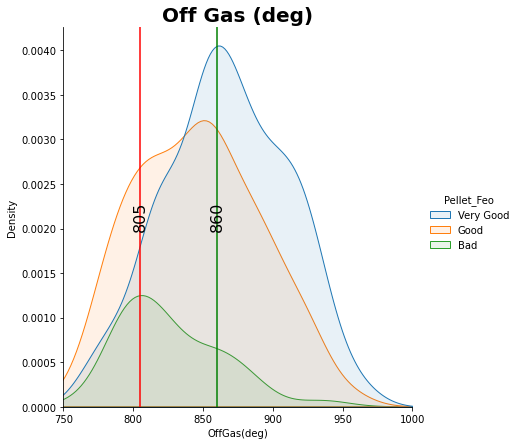 Off Gas (deg)
0.0040
0.0035
0.0030
0.0025
0.0020
0.0015
0.0010
0.0005
0.0000
Density
805
860
750
800
850
900
950
1000
OffGas(deg)
Pellet_Feo
Very Good
Good
Bad